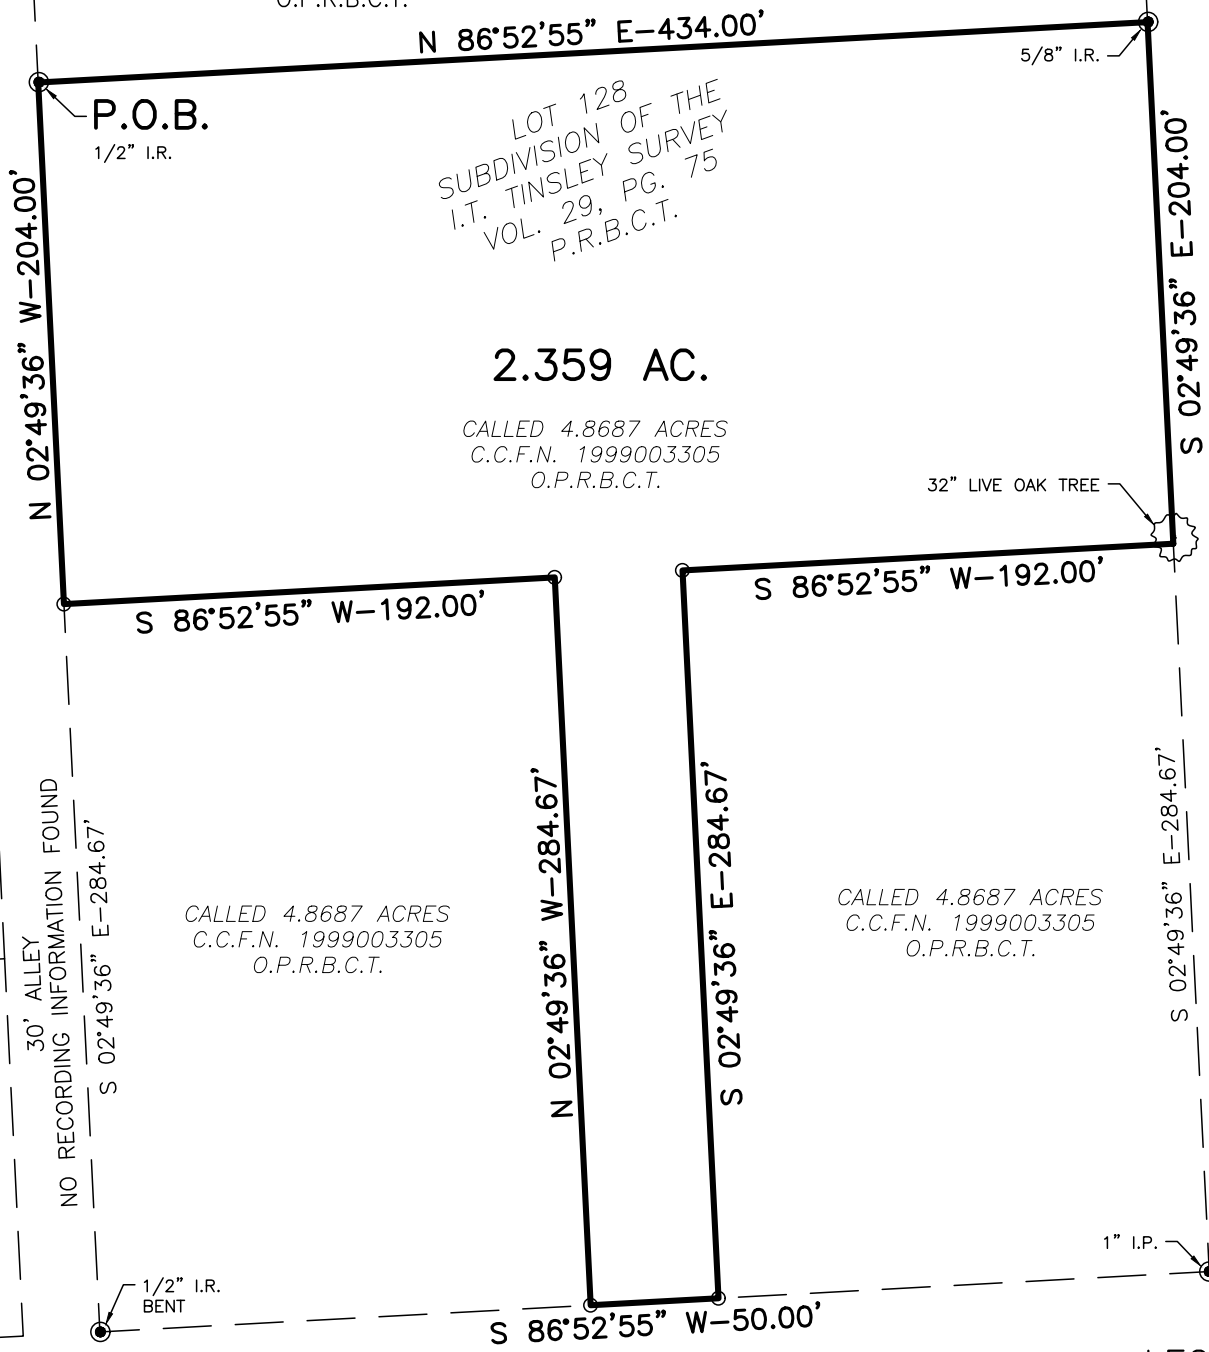 O.P.R.B.C.T.
N 86°52'55" E-434.00'
5/8" I.R.
P.O.B.
1/2" I.R.
LOT 128
SUBDIVISION OF THE
I.T. TINSLEY SURVEY
VOL. 29, PG. 75
P.R.B.C.T.
N 02°49'36" W-204.00'
S 02°49'36" E-204.00'
2.359 AC.
CALLED 4.8687 ACRES
C.C.F.N. 1999003305
O.P.R.B.C.T.
32" LIVE OAK TREE
S 86°52'55" W-192.00'
S 86°52'55" W-192.00'
30' ALLEY
NO RECORDING INFORMATION FOUND
S 02°49'36" E-284.67'
CALLED 4.8687 ACRES
C.C.F.N. 1999003305
O.P.R.B.C.T.
N 02°49'36" W-284.67'
S 02°49'36" E-284.67'
CALLED 4.8687 ACRES
C.C.F.N. 1999003305
O.P.R.B.C.T.
S 02°49'36" E-284.67'
1" I.P.
1/2" I.R.
BENT
S 86°52'55" W-50.00'